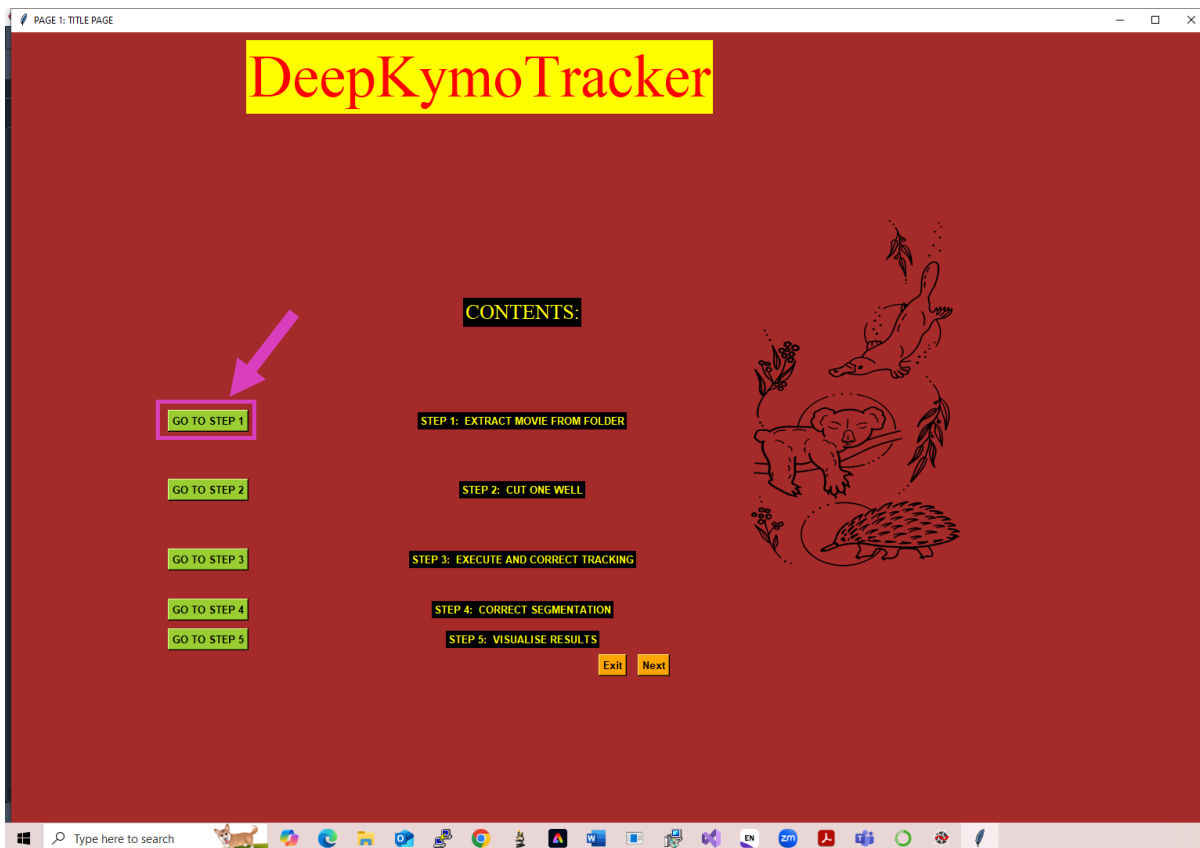 PAGE 1: TITLE PAGE
DeepKymoTracker
CONTENTS:
GO TO STEP 1
STEP 1:  EXTRACT MOVIE FROM FOLDER
GO TO STEP 2
STEP 2:  CUT ONE WELL
GO TO STEP 3
STEP 3:  EXECUTE AND CORRECT TRACKING
GO TO STEP 4
STEP 4:  CORRECT SEGMENTATION
GO TO STEP 5
STEP 5:  VISUALISE RESULTS
Exit
Next
Type here to search
EN
zm